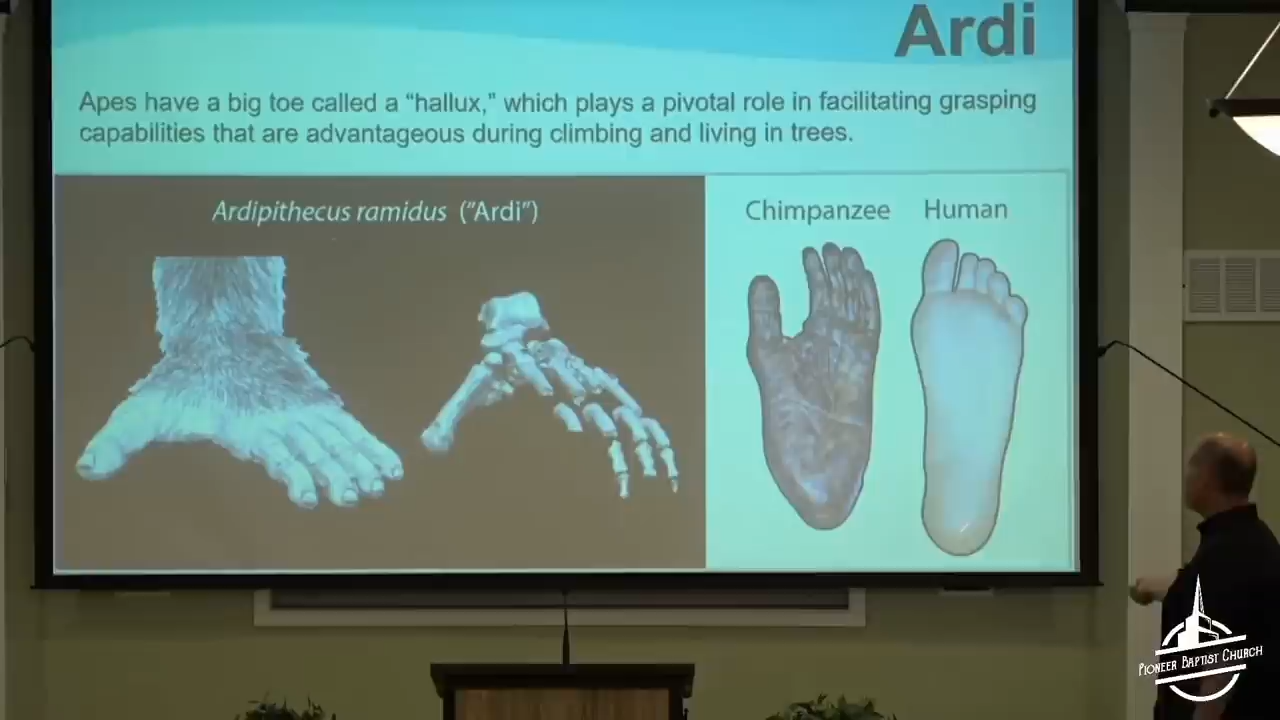 Ardi
Apes have a big toe called a “hallux,” which plays a pivotal role in facilitating grasping
capabilities that are advantageous during climbing and living in trees.
Ardipithecus ramidus (”Ardi”)
Chimpanzee
Human
PIONEER BAPTIST CHURCH